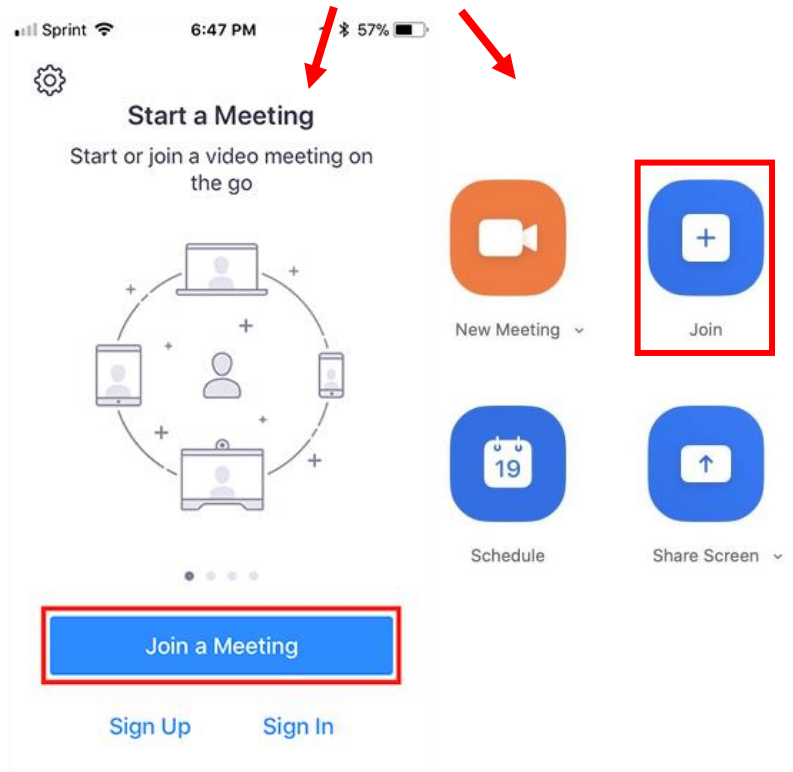 Sprint 6:47 PM 57%
Start a Meeting
Start or join a video meeting on
the go
Join a Meeting
Sign Up Sign In
New Meeting Join
19
Schedule Share Screen